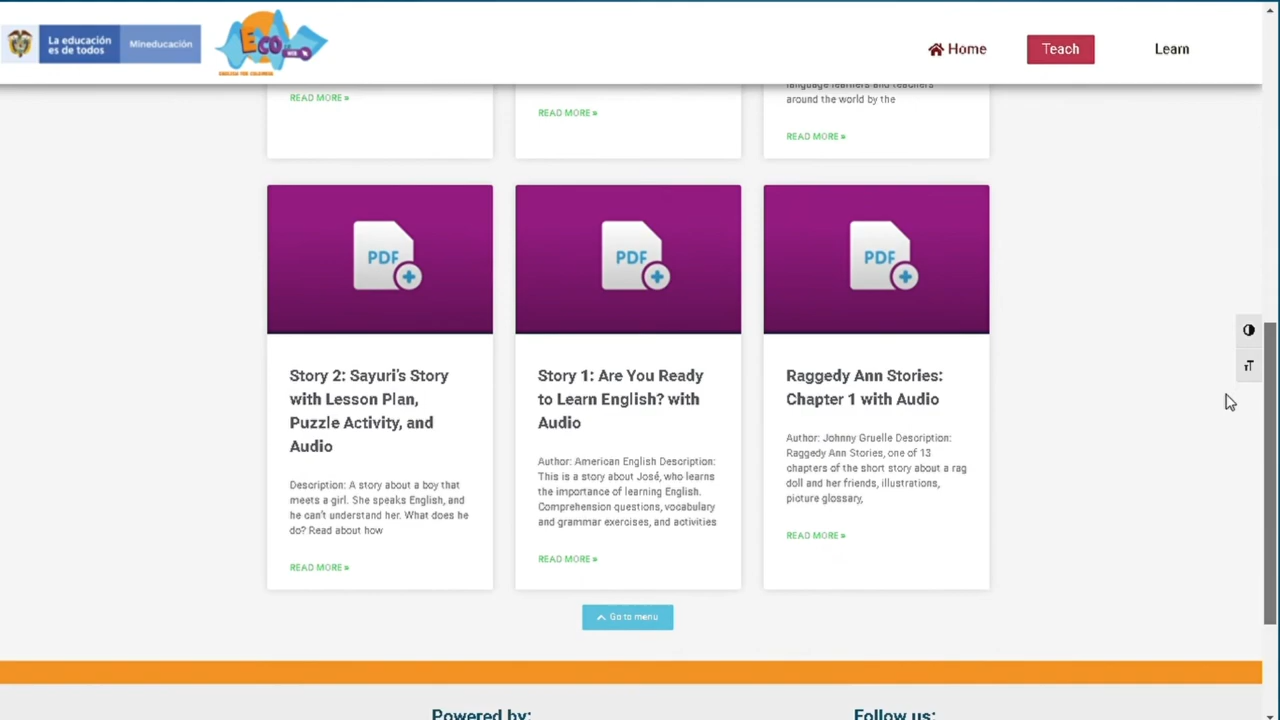 La educación
es de todos
Mineducación
ECO
WEB
ENGLISH FOR COLOMBIA
Home
Teach
Learn
READ MORE »
READ MORE »
language learners and teachers
around the world by the
READ MORE »
PDF
PDF
PDF
Story 2: Sayuri's Story
with Lesson Plan,
Puzzle Activity, and
Audio
Description: A story about a boy that
meets a girl. She speaks English, and
he can't understand her. What does he
do? Read about how
READ MORE »
Story 1: Are You Ready
to Learn English? with
Audio
Author: American English Description:
This is a story about José, who learns
the importance of learning English.
Comprehension questions, vocabulary
and grammar exercises, and activities
READ MORE »
Raggedy Ann Stories:
Chapter 1 with Audio
Author: Johnny Gruelle Description:
Raggedy Ann Stories, one of 13
chapters of the short story about a rag
doll and her friends, illustrations,
picture glossary,
READ MORE »
Go to menu
Powered by:
Follow us: